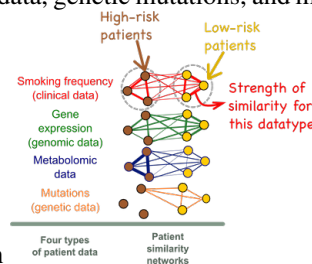 data, genetic mutations, and
High-risk
patients
Low-risk
patients
Smoking frequency
(clinical data)
Strength of
similarity for
this datatype
Gene
expression
(genomic data)
Metabolomic
data
Mutations
(genetic data)
Four types
of patient data
Patient
similarity
networks